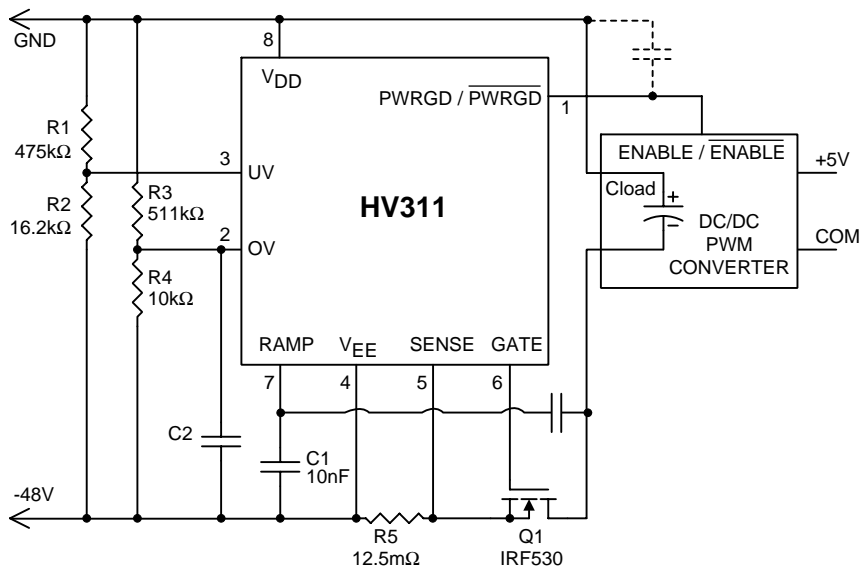 GND
8
VDD
PWRGD / PWRGD
1
R1
475kΩ
3
UV
ENABLE / ENABLE
+5V
R2
16.2kΩ
R3
511kΩ
HV311
Cload
+
−
DC/DC
PWM
CONVERTER
2
OV
COM
R4
10kΩ
RAMP
VEE
SENSE
GATE
7
4
5
6
C2
C1
10nF
-48V
R5
12.5mΩ
Q1
IRF530